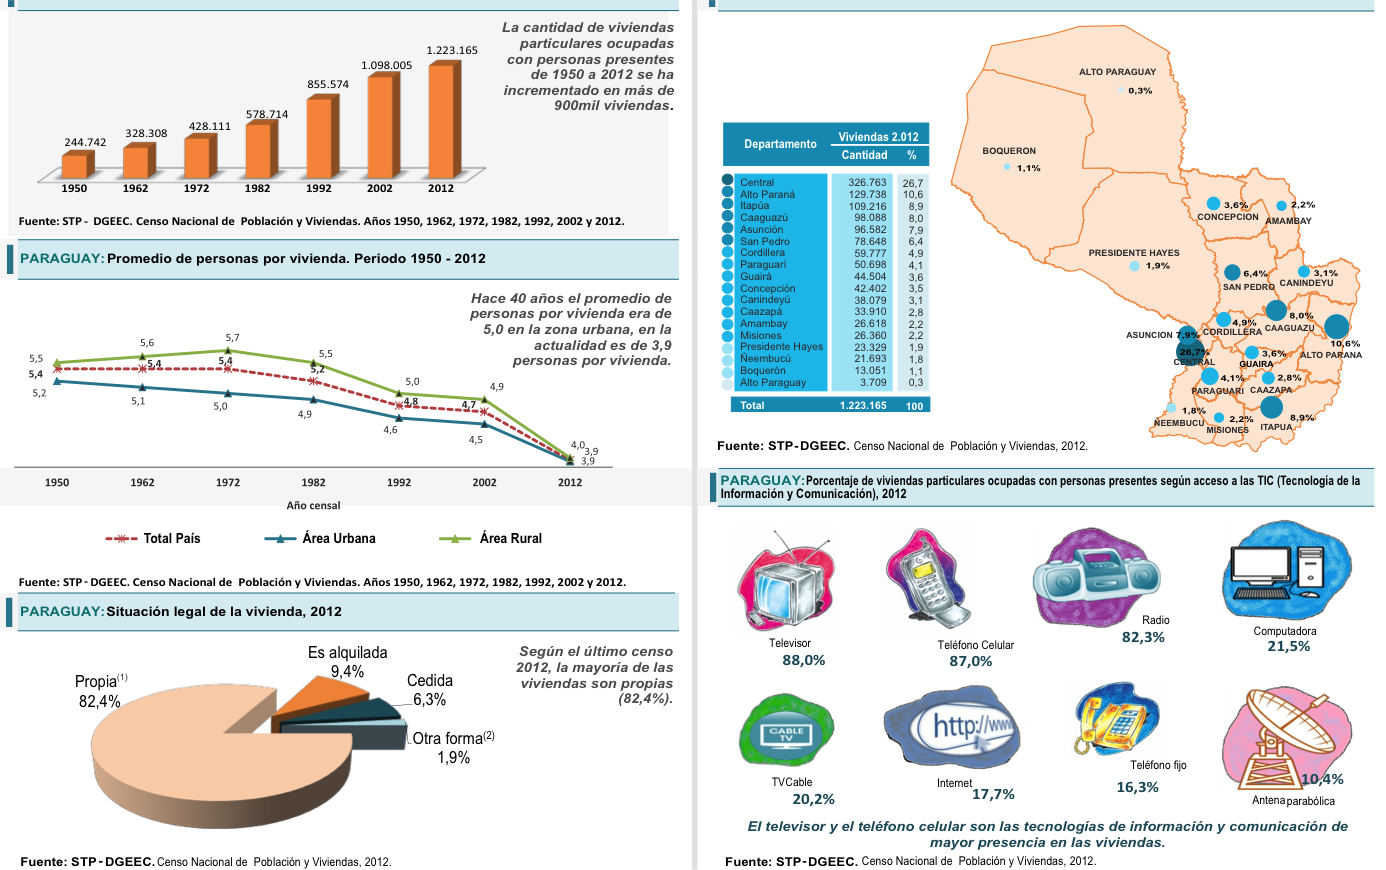 La cantidad de viviendas
particulares ocupadas
con personas presentes
de 1950 a 2012 se ha
incrementado en más de
900mil viviendas.
244.742
328.308
428.111
578.714
855.574
1.098.005
1.223.165
1950 1962 1972 1982 1992 2002 2012
Fuente: STP - DGEEC. Censo Nacional de Población y Viviendas. Años 1950, 1962, 1972, 1982, 1992, 2002 y 2012.
PARAGUAY: Promedio de personas por vivienda. Periodo 1950 - 2012
Hace 40 años el promedio de
personas por vivienda era de
5,0 en la zona urbana, en la
actualidad es de 3,9
personas por vivienda.
5,5 5,6 5,7 5,5 5,0 4,9 4,0
5,4 5,4 5,4 5,2 4,8 4,7 3,9
5,2 5,1 5,0 4,9 4,6 4,5 3,9
1950 1962 1972 1982 1992 2002 2012
Año censal
Total País Área Urbana Área Rural
Fuente: STP - DGEEC. Censo Nacional de Población y Viviendas. Años 1950, 1962, 1972, 1982, 1992, 2002 y 2012.
PARAGUAY: Situación legal de la vivienda, 2012
Según el último censo
2012, la mayoría de las
viviendas son propias
(82,4%).
Propia(1)
82,4%
Es alquilada
9,4%
Cedida
6,3%
Otra forma(2)
1,9%
Fuente: STP - DGEEC. Censo Nacional de Población y Viviendas, 2012.
Departamento Viviendas 2.012
Cantidad %
Central 326.763 26,7
Alto Paraná 129.738 10,6
Itapúa 109.216 8,9
Caaguazú 98.088 8,0
Asunción 96.582 7,9
San Pedro 78.648 6,4
Cordillera 59.777 4,9
Paraguarí 50.698 4,1
Guairá 44.504 3,6
Concepción 42.402 3,5
Canindeyú 38.079 3,1
Caazapá 33.910 2,8
Amambay 26.618 2,2
Misiones 26.360 2,2
Presidente Hayes 23.329 1,9
Ñeembucú 21.693 1,8
Boquerón 13.051 1,1
Alto Paraguay 3.709 0,3
Total 1.223.165 100
ALTO PARAGUAY
0,3%
BOQUERON
1,1%
3,6%
CONCEPCION
2,2%
AMAMBAY
PRESIDENTE HAYES
1,9%
6,4%
SAN PEDRO
3,1%
CANINDEYU
4,9%
CORDILLERA
8,0%
CAAGUAZU
ASUNCION 7,9%
10,6%
ALTO PARANA
26,7%
CENTRAL
3,6%
GUAIRA
4,1%
PARAGUARI
2,8%
CAAZAPA
1,8%
ÑEEMBUCU
2,2%
MISIONES
8,9%
ITAPUA
Fuente: STP - DGEEC. Censo Nacional de Población y Viviendas, 2012.
PARAGUAY: Porcentaje de viviendas particulares ocupadas con personas presentes según acceso a las TIC (Tecnología de la
Información y Comunicación), 2012
Televisor
88,0%
Teléfono Celular
87,0%
Radio
82,3%
Computadora
21,5%
CABLE
TV
TVCable
20,2%
http://www
Internet
17,7%
Teléfono fijo
16,3%
10,4%
Antena parabólica
El televisor y el teléfono celular son las tecnologías de información y comunicación de
mayor presencia en las viviendas.
Fuente: STP - DGEEC. Censo Nacional de Población y Viviendas, 2012.